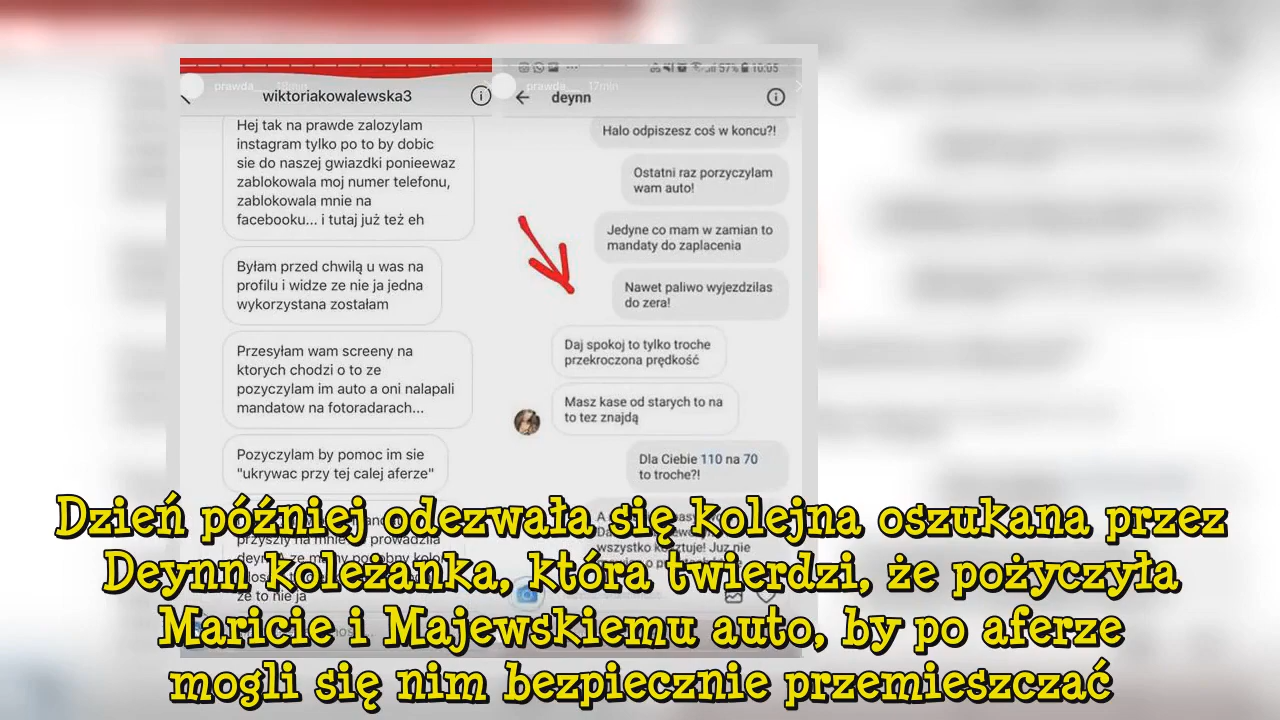 wiktoriakowalewska3
Hej tak na prawde zalozylam
instagram tylko po to by dobic
sie do naszej gwiazdki ponieewaz
zablokowala moj numer telefonu,
zablokowala mnie na
facebooku... i tutaj już też eh
Byłam przed chwilą u was na
profilu i widze ze nie ja jedna
wykorzystana zostałam
Przesyłam wam screeny na
ktorych chodzi o to ze
pozyczylam im auto a oni nalapali
mandatow na fotoradarach...
Pozyczylam by pomoc im sie
"ukrywac przy tej calej aferze"
prawda__ 17min
57% 10:05
deynn
Halo odpiszesz coś w koncu?!
Ostatni raz porzyczylam
wam auto!
Jedyne co mam w zamian to
mandaty do zaplacenia
Nawet paliwo wyjezdzilas
do zera!
Daj spokoj to tylko troche
przekroczona prędkość
Masz kase od starych to na
to tez znajdą
Dla Ciebie 110 na 70
to troche?!
Dzień później odezwała się kolejna oszukana przez
Deynn koleżanka, która twierdzi, że pożyczyła
Maricie i Majewskiemu auto, by po aferze
mogli się nim bezpiecznie przemieszczać